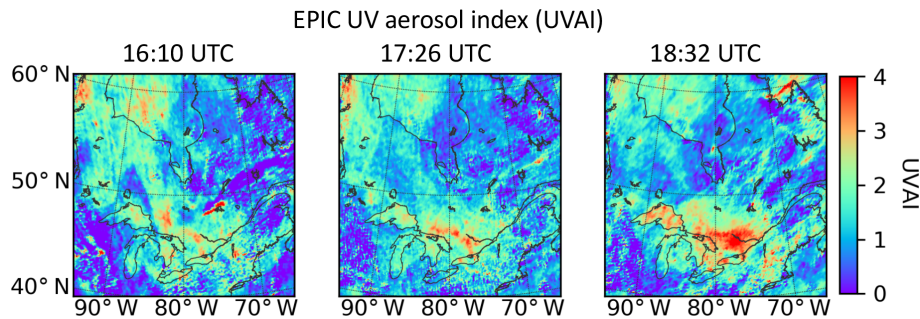 EPIC UV aerosol index (UVAI)
16:10 UTC 17:26 UTC 18:32 UTC
60° N
50° N
40° N
90° W 80° W 70° W 90° W 80° W 70° W 90° W 80° W 70° W
4
3
2
1
0
UVAI